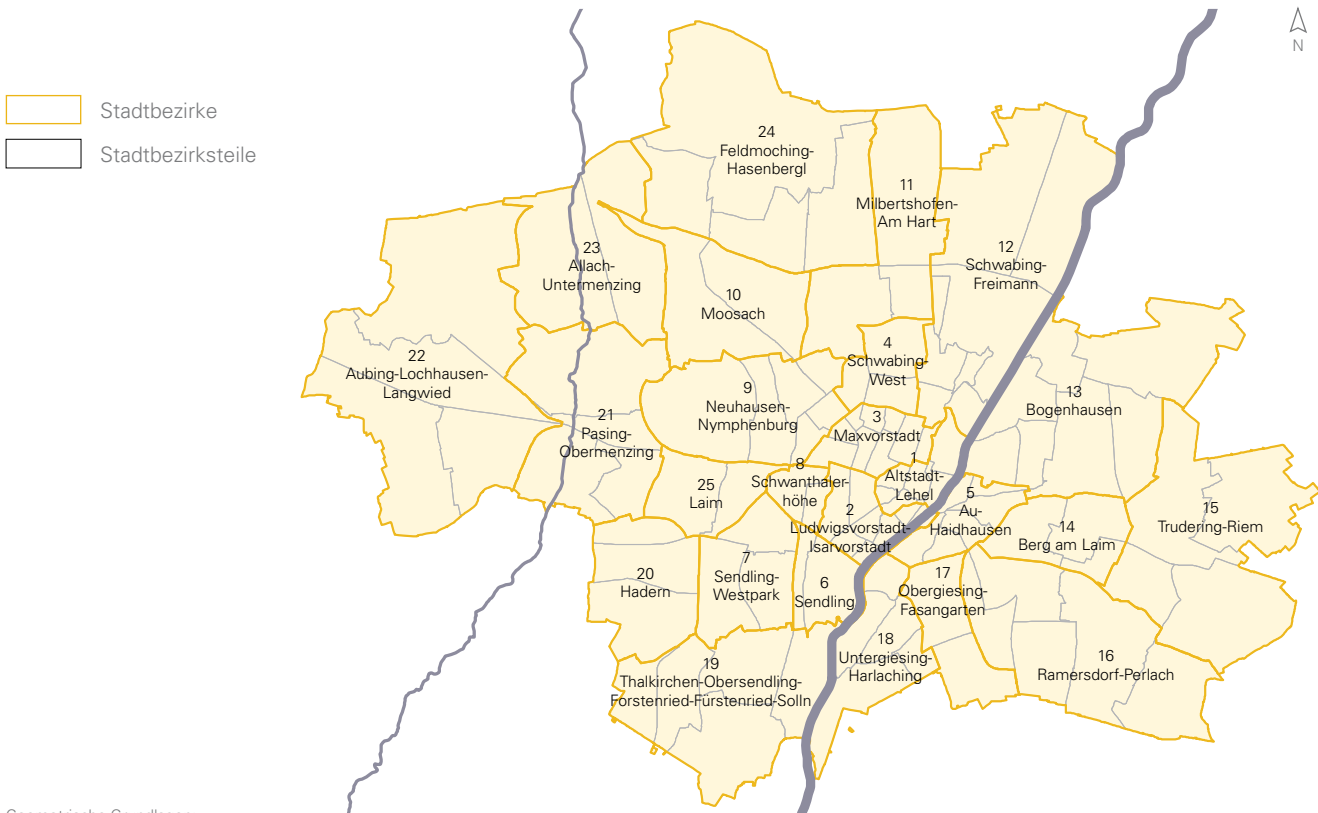 N
Stadtbezirke
Stadtbezirksteile
24
Feldmoching-
Hasenbergl
11
Milbertshofen-
Am Hart
12
Schwabing-
Freimann
23
Allach-
Untermenzing
10
Moosach
4
Schwabing-
West
22
Aubing-Lochhausen-
Langwied
9
Neuhausen-
Nymphenburg
13
Bogenhausen
21
Pasing-
Obermenzing
3
Maxvorstadt
1
Altstadt-
Lehel
8
Schwanthaler-
höhe
25
Laim
2
Ludwigsvorstadt-
Isarvorstadt
5
Au-
Haidhausen
14
Berg am Laim
15
Trudering-Riem
20
Hadern
7
Sendling-
Westpark
6
Sendling
17
Obergiesing-
Fasangarten
18
Untergiesing-
Harlaching
16
Ramersdorf-Perlach
19
Thalkirchen-Obersendling-
Forstenried-Fürstenried-Solln